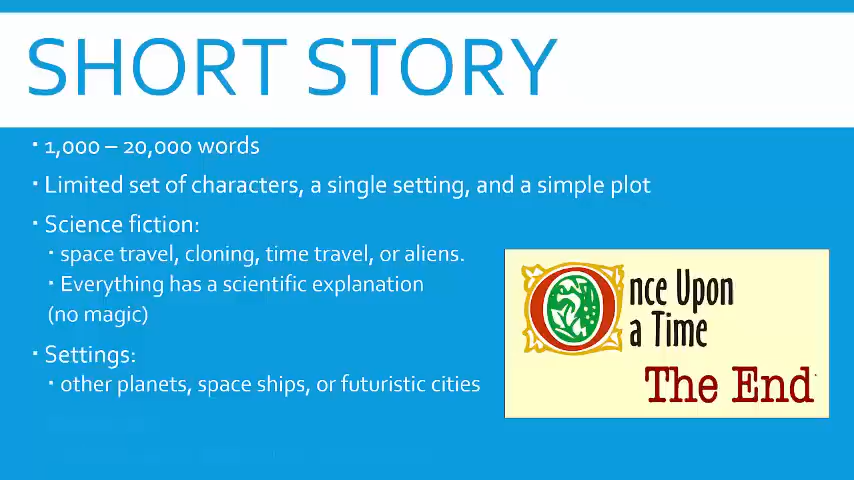 SHORT STORY
▪ 1,000 – 20,000 words
▪ Limited set of characters, a single setting, and a simple plot
▪ Science fiction:
▪ space travel, cloning, time travel, or aliens.
▪ Everything has a scientific explanation
(no magic)
▪ Settings:
▪ other planets, space ships, or futuristic cities
Once Upon
a Time
The End